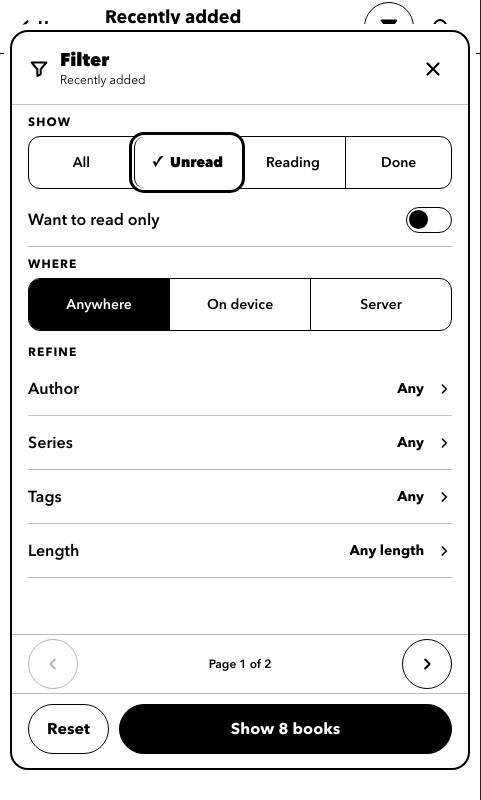 Recently added
Filter
Recently added
SHOW
All
✓ Unread
Reading
Done
Want to read only
WHERE
Anywhere
On device
Server
REFINE
Author Any
Series Any
Tags Any
Length Any length
Page 1 of 2
Reset
Show 8 books